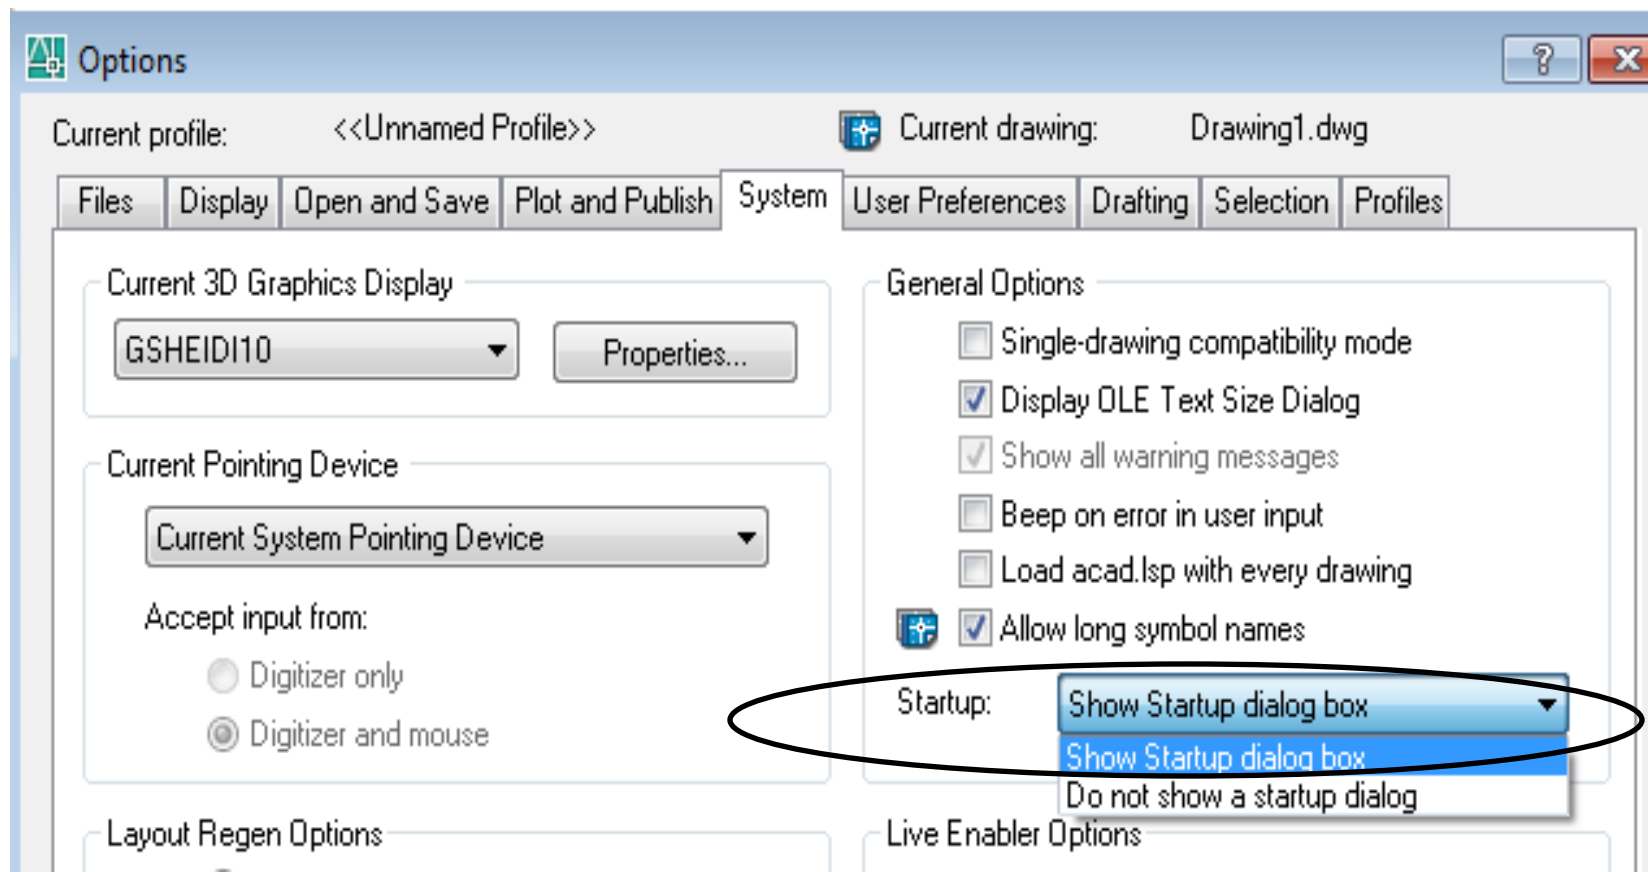 Options
Current profile: <<Unnamed Profile>> Current drawing: Drawing1.dwg
Files Display Open and Save Plot and Publish System User Preferences Drafting Selection Profiles
Current 3D Graphics Display
GSHEIDI10 Properties...
Current Pointing Device
Current System Pointing Device
Accept input from:
Digitizer only
Digitizer and mouse
Layout Regen Options
General Options
Single-drawing compatibility mode
Display OLE Text Size Dialog
Show all warning messages
Beep on error in user input
Load acad.lsp with every drawing
Allow long symbol names
Startup: Show Startup dialog box
Show Startup dialog box
Do not show a startup dialog
Live Enabler Options